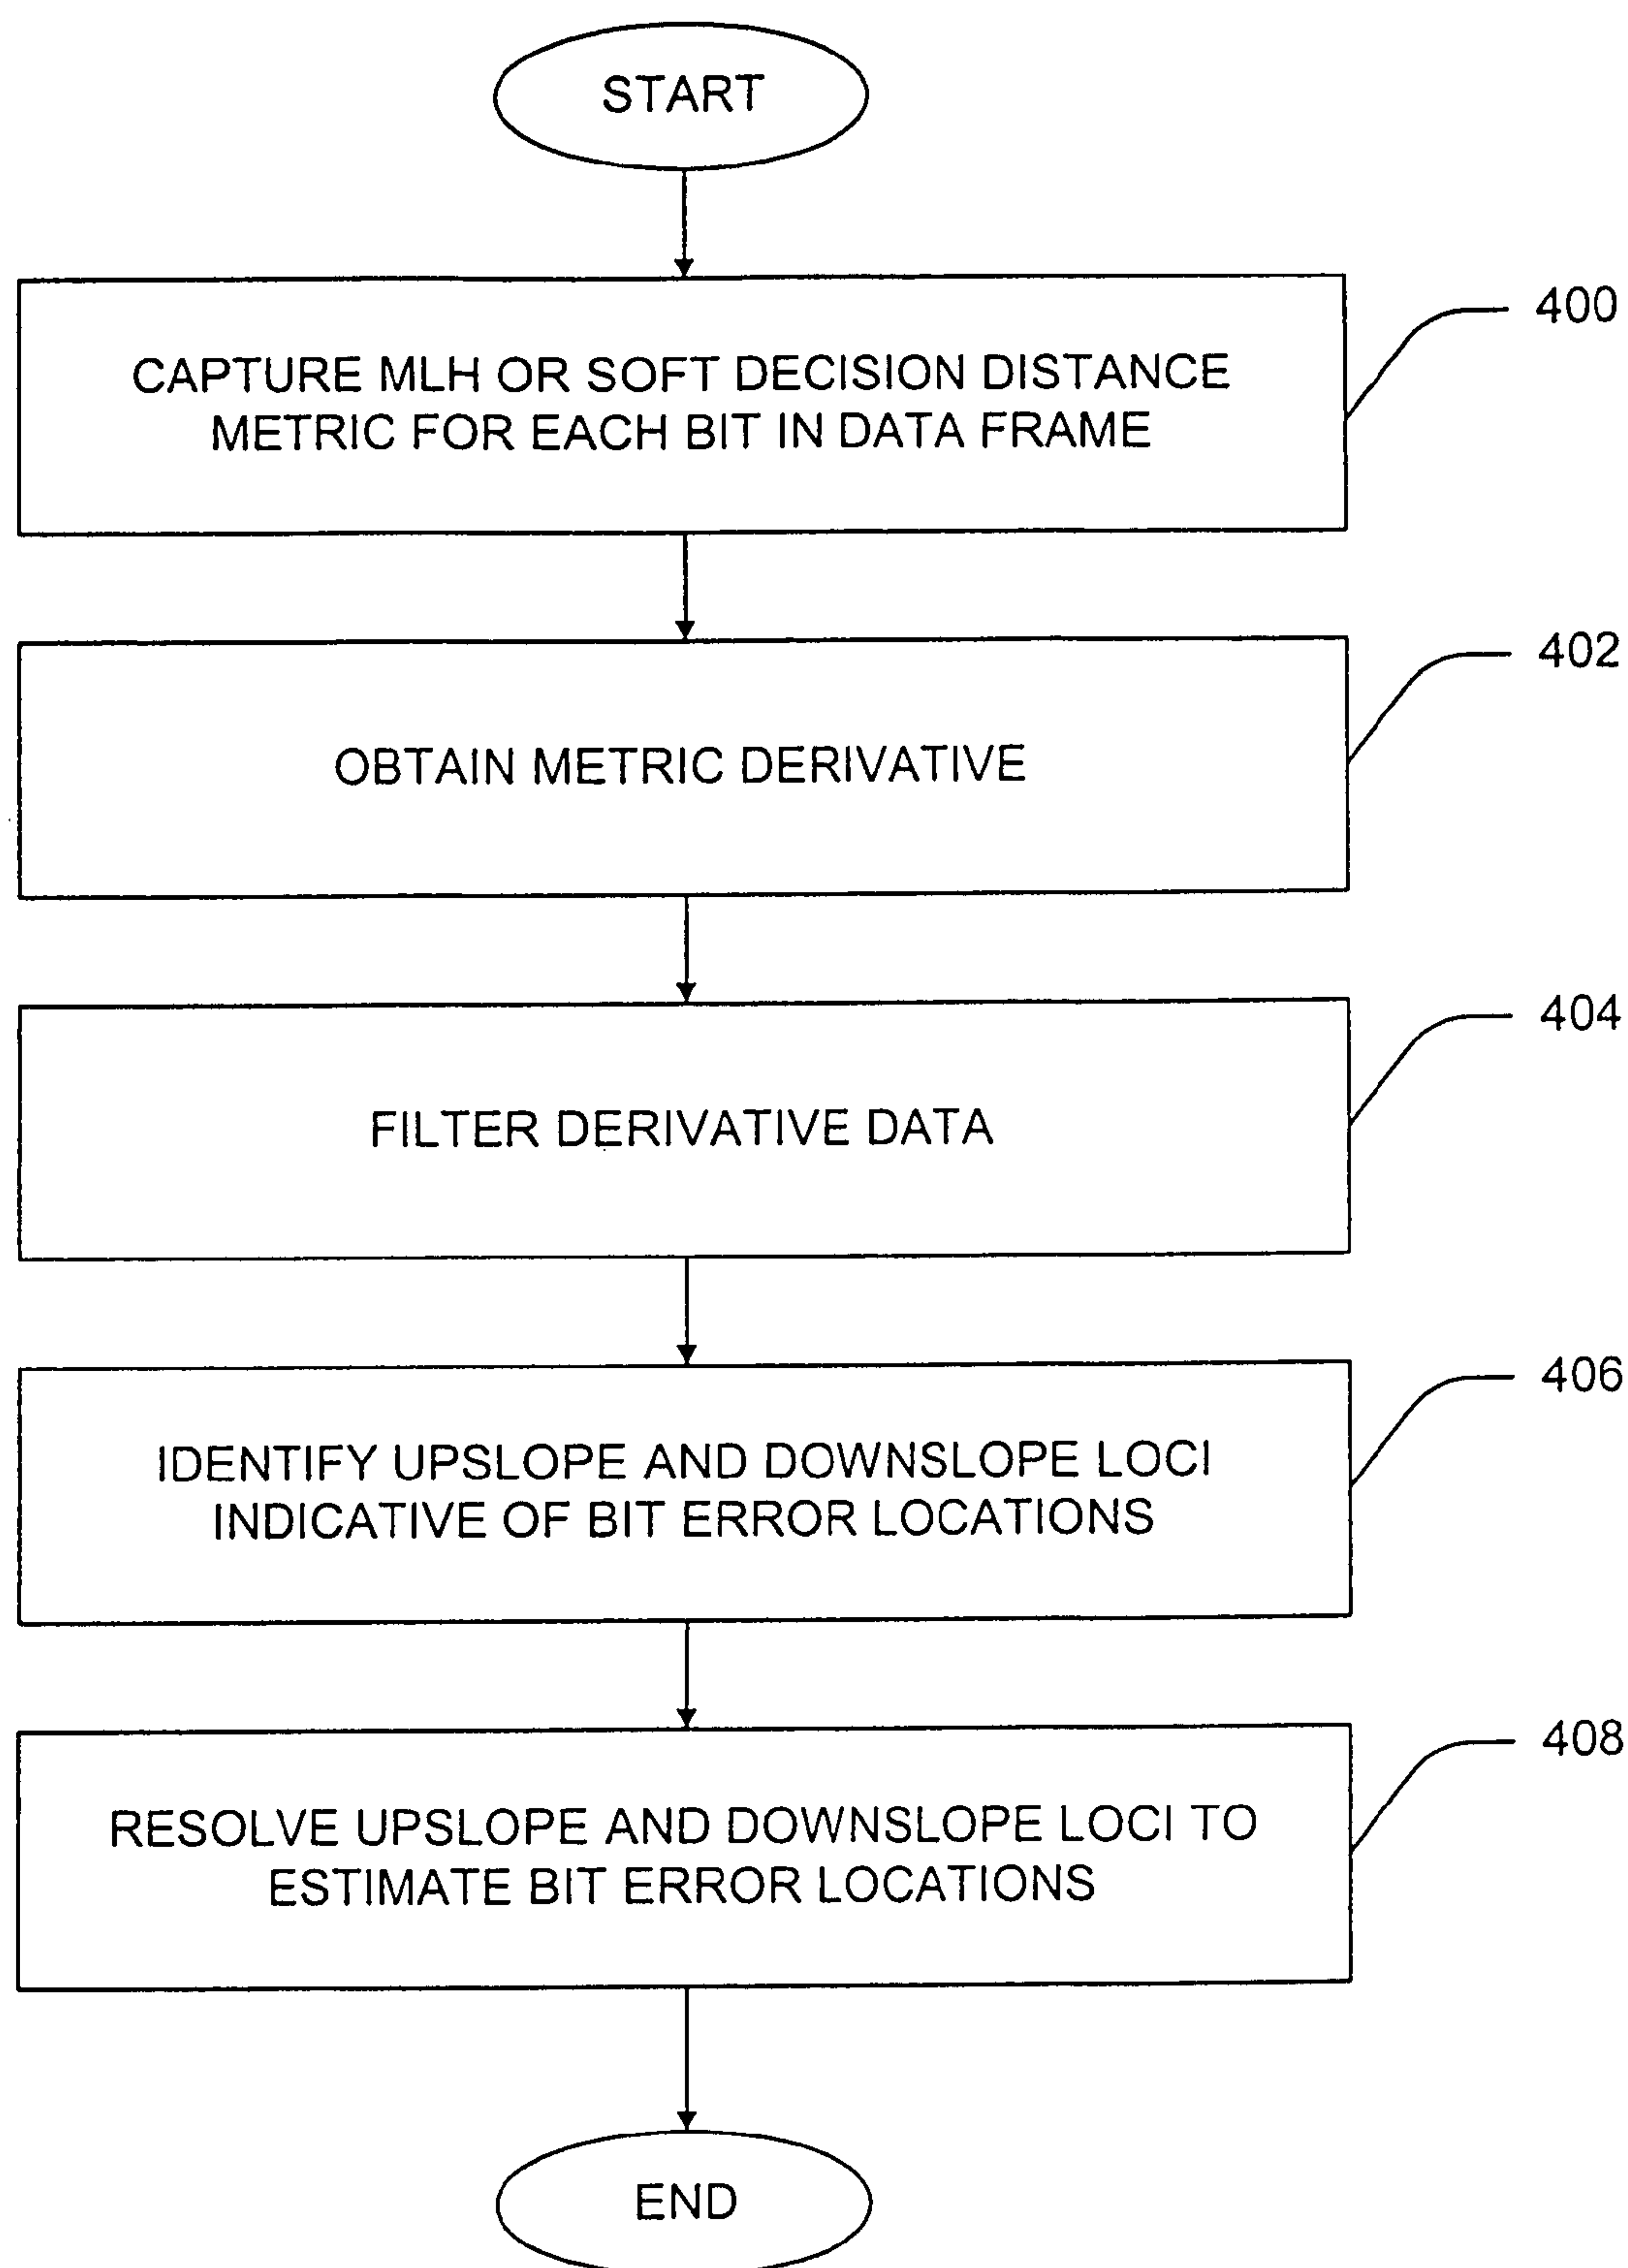 START
400
CAPTURE MLH OR SOFT DECISION DISTANCE
METRIC FOR EACH BIT IN DATA FRAME
402
OBTAIN METRIC DERIVATIVE
404
FILTER DERIVATIVE DATA
406
IDENTIFY UPSLOPE AND DOWNSLOPE LOCI
INDICATIVE OF BIT ERROR LOCATIONS
408
RESOLVE UPSLOPE AND DOWNSLOPE LOCI TO
ESTIMATE BIT ERROR LOCATIONS
END